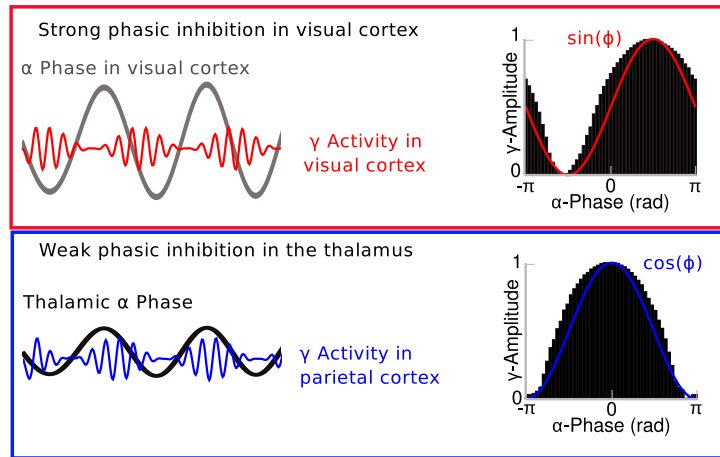 Strong phasic inhibition in visual cortex
α Phase in visual cortex
γ Activity in
visual cortex
sin(ϕ)
γ-Amplitude
1
0
-π
0
π
α-Phase (rad)
Weak phasic inhibition in the thalamus
Thalamic α Phase
γ Activity in
parietal cortex
cos(ϕ)
γ-Amplitude
1
0
-π
0
π
α-Phase (rad)